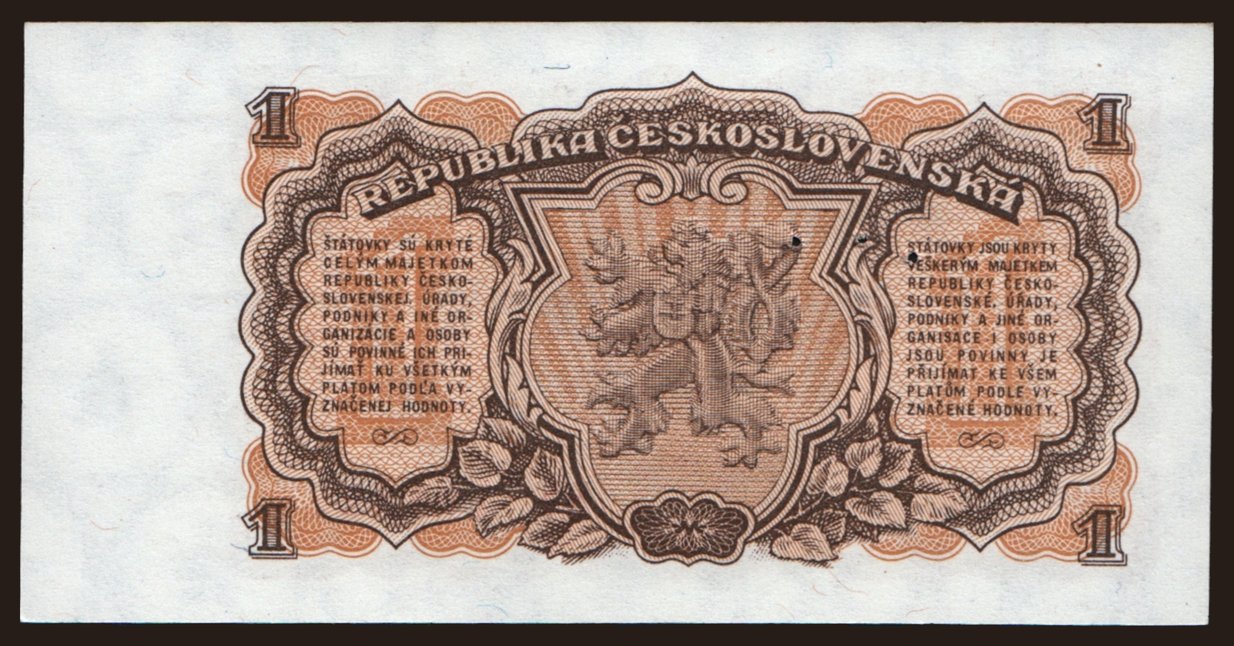 1
1
REPUBLIKA ČESKOSLOVENSKÁ
ŠTÁTOVKY SÚ KRYTÉ
CELÝM MAJETKOM
REPUBLIKY ČESKO-
SLOVENSKEJ. ÚRADY,
PODNIKY A INÉ OR-
GANIZÁCIE A OSOBY
SÚ POVINNÉ ICH PRI-
JÍMAŤ KU VŠETKÝM
PLATOM PODĽA VY-
ZNAČENEJ HODNOTY.
STÁTOVKY JSOU KRYTY
VEŠKERÝM MAJETKEM
REPUBLIKY ČESKO-
SLOVENSKÉ. ÚŘADY,
PODNIKY A JINÉ OR-
GANISACE I OSOBY
JSOU POVINNY JE
PŘIJÍMAT KE VŠEM
PLATŮM PODLE VY-
ZNAČENÉ HODNOTY.
1
1